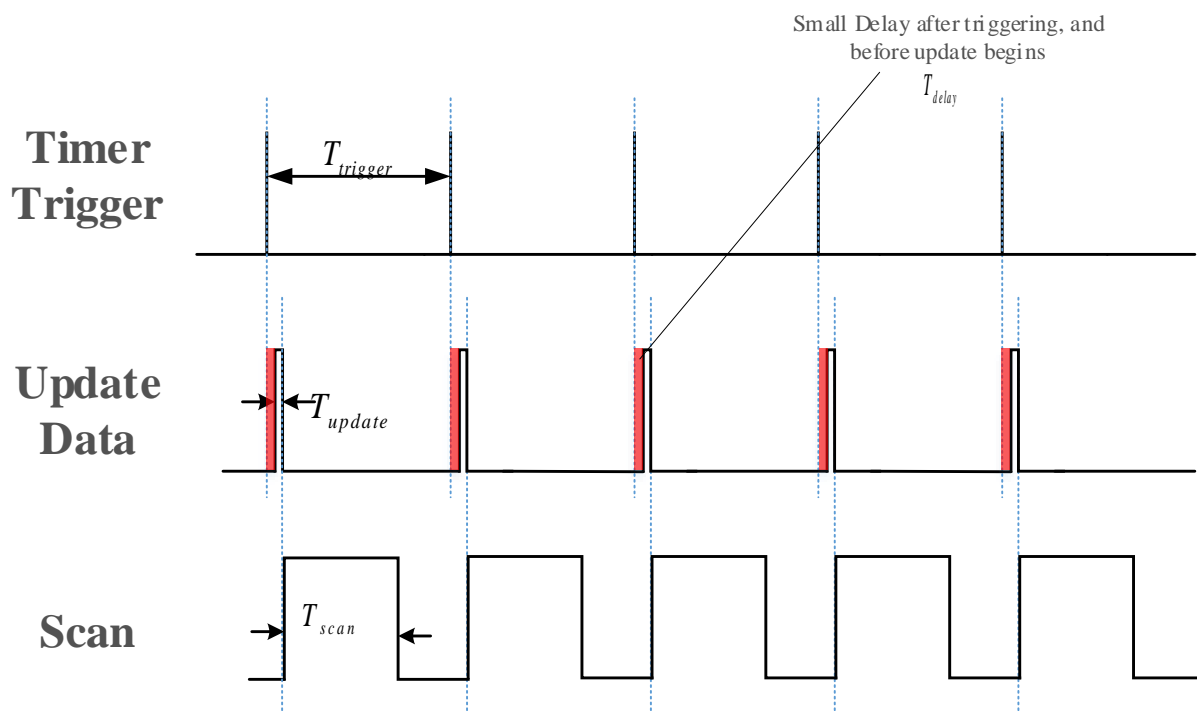 Small Delay after triggering, and
before update begins
T_delay
Timer
Trigger
T_trigger
Update
Data
T_update
Scan
T_scan